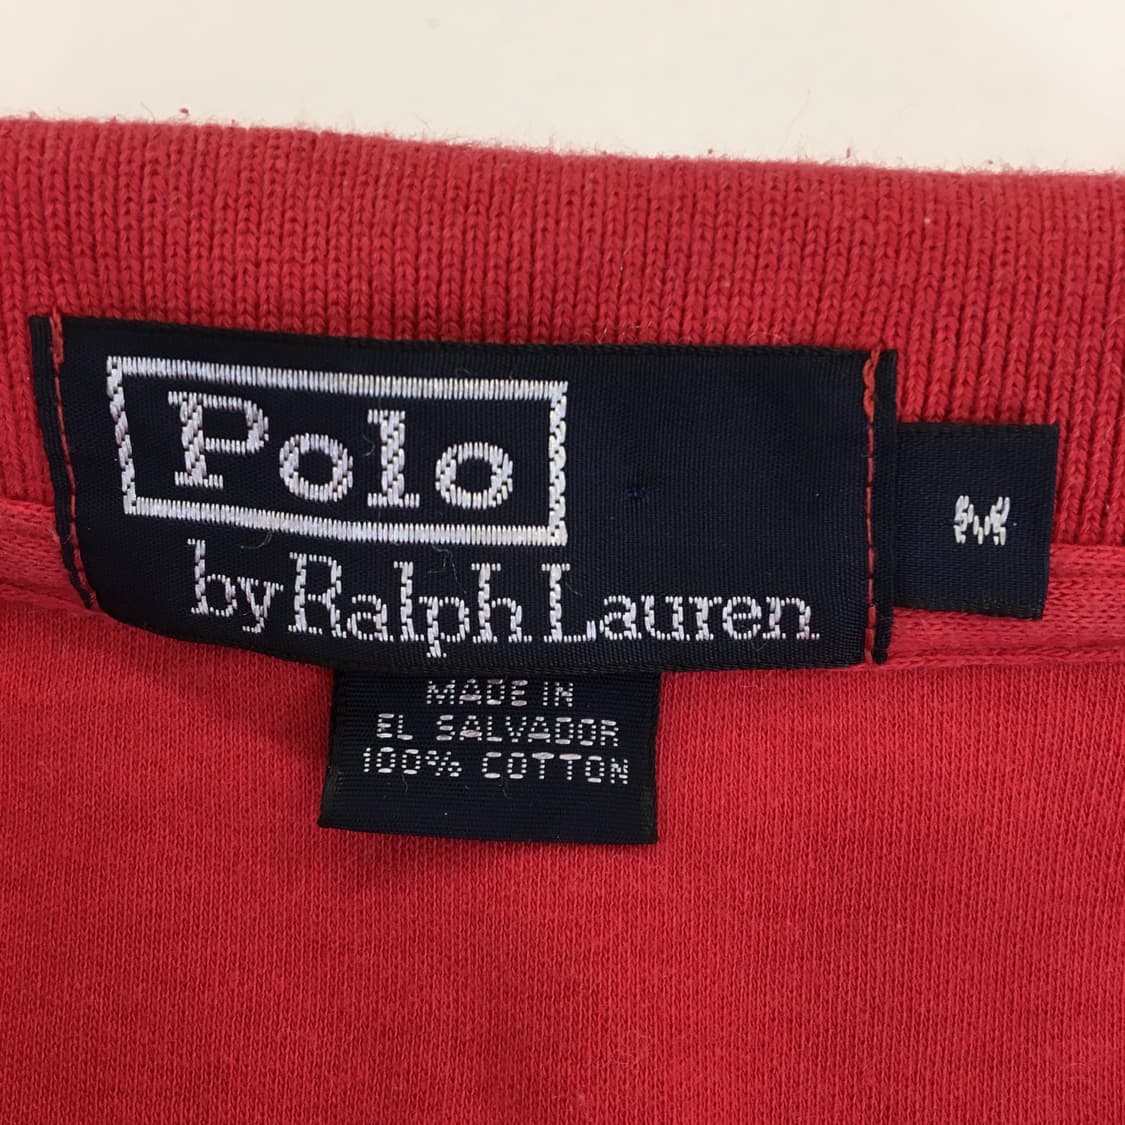 Polo
by Ralph Lauren
M
MADE IN
EL SALVADOR
100% COTTON